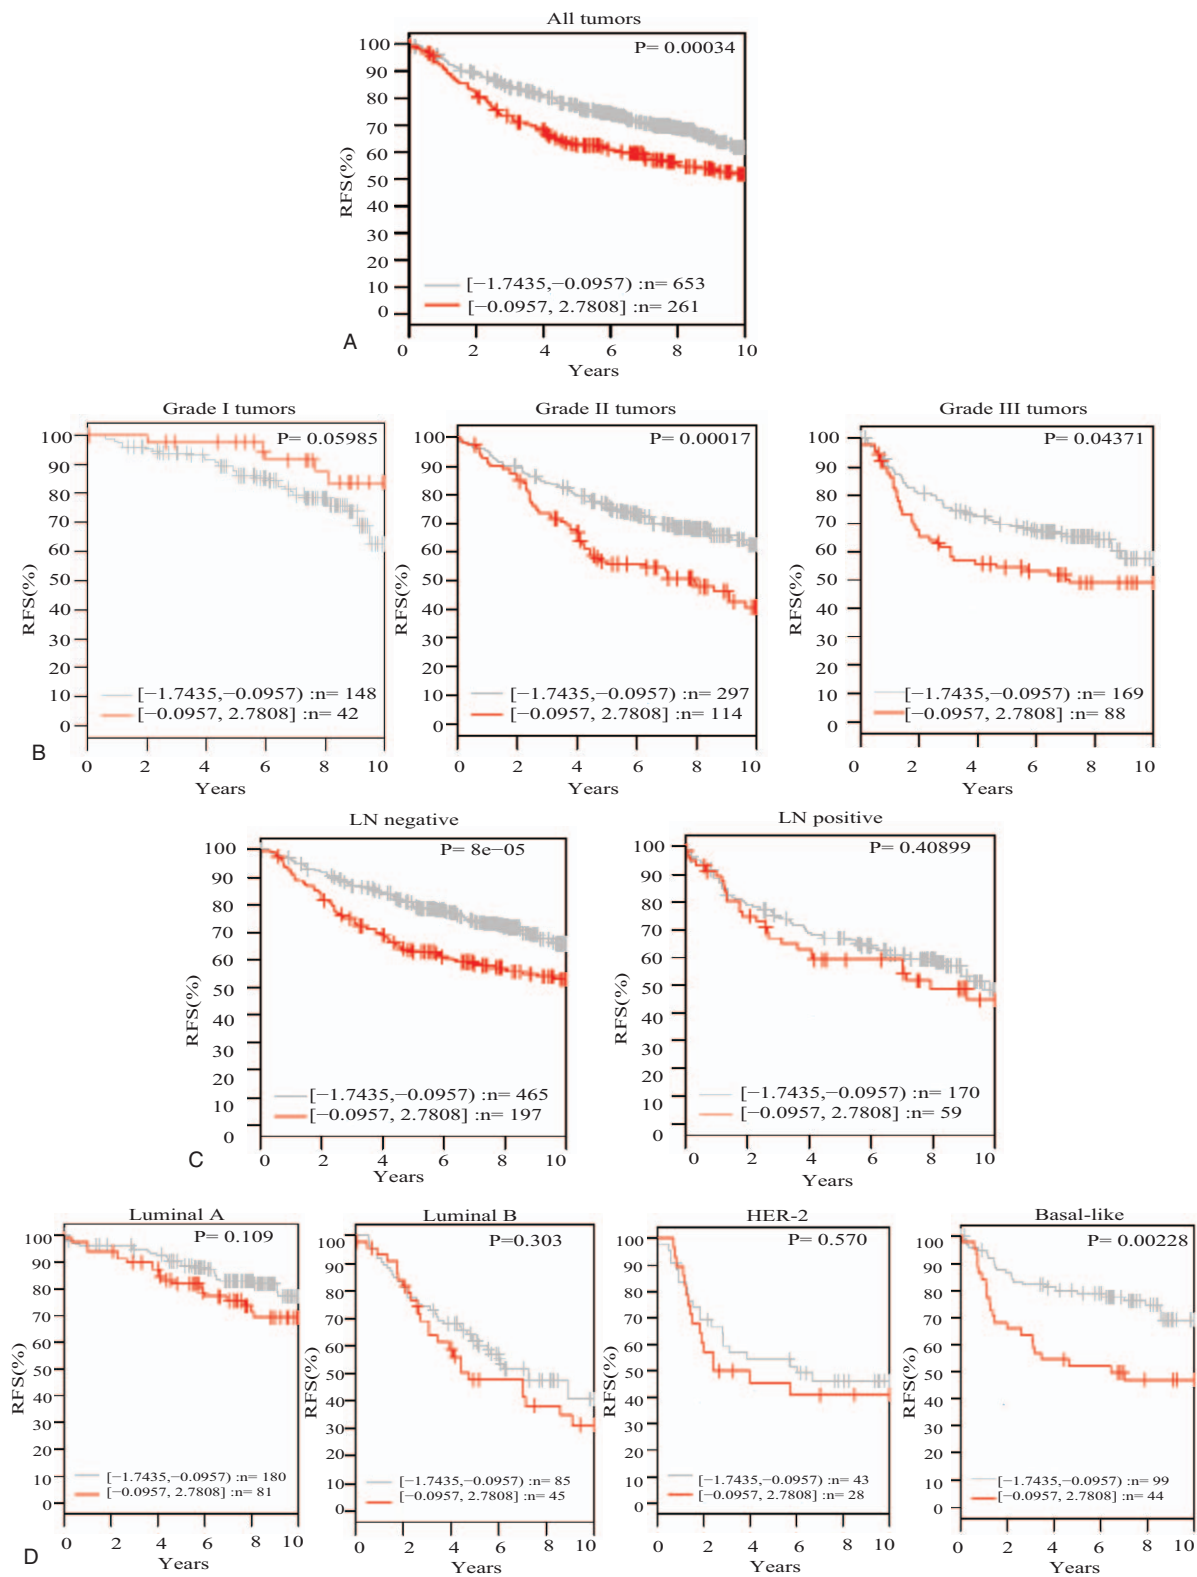 All tumors
P= 0.00034
100
90
80
70
60
50
40
30
20
10
0
RFS(%)
[−1.7435,−0.0957) :n= 653
[−0.0957, 2.7808] :n= 261
0 2 4 6 8 10
Years
A
Grade I tumors
P= 0.05985
100
90
80
70
60
50
40
30
20
10
0
RFS(%)
[−1.7435,−0.0957) :n= 148
[−0.0957, 2.7808] :n= 42
0 2 4 6 8 10
Years
Grade II tumors
P= 0.00017
100
90
80
70
60
50
40
30
20
10
0
RFS(%)
[−1.7435,−0.0957) :n= 297
[−0.0957, 2.7808] :n= 114
0 2 4 6 8 10
Years
Grade III tumors
P= 0.04371
100
90
80
70
60
50
40
30
20
10
0
RFS(%)
[−1.7435,−0.0957) :n= 169
[−0.0957, 2.7808] :n= 88
0 2 4 6 8 10
Years
B
LN negative
P= 8e−05
100
90
80
70
60
50
40
30
20
10
0
RFS(%)
[−1.7435,−0.0957) :n= 465
[−0.0957, 2.7808] :n= 197
0 2 4 6 8 10
Years
LN positive
P= 0.40899
100
90
80
70
60
50
40
30
20
10
0
RFS(%)
[−1.7435,−0.0957) :n= 170
[−0.0957, 2.7808] :n= 59
0 2 4 6 8 10
Years
C
Luminal A
P= 0.109
100
90
80
70
60
50
40
30
20
10
0
RFS(%)
[−1.7435,−0.0957) :n= 180
[−0.0957, 2.7808] :n= 81
0 2 4 6 8 10
Years
Luminal B
P=0.303
100
90
80
70
60
50
40
30
20
10
0
RFS(%)
[−1.7435,−0.0957) :n= 85
[−0.0957, 2.7808] :n= 45
0 2 4 6 8 10
Years
HER-2
P= 0.570
100
90
80
70
60
50
40
30
20
10
0
RFS(%)
[−1.7435,−0.0957) :n= 43
[−0.0957, 2.7808] :n= 28
0 2 4 6 8 10
Years
Basal-like
P= 0.00228
100
90
80
70
60
50
40
30
20
10
0
RFS(%)
[−1.7435,−0.0957) :n= 99
[−0.0957, 2.7808] :n= 44
0 2 4 6 8 10
Years
D